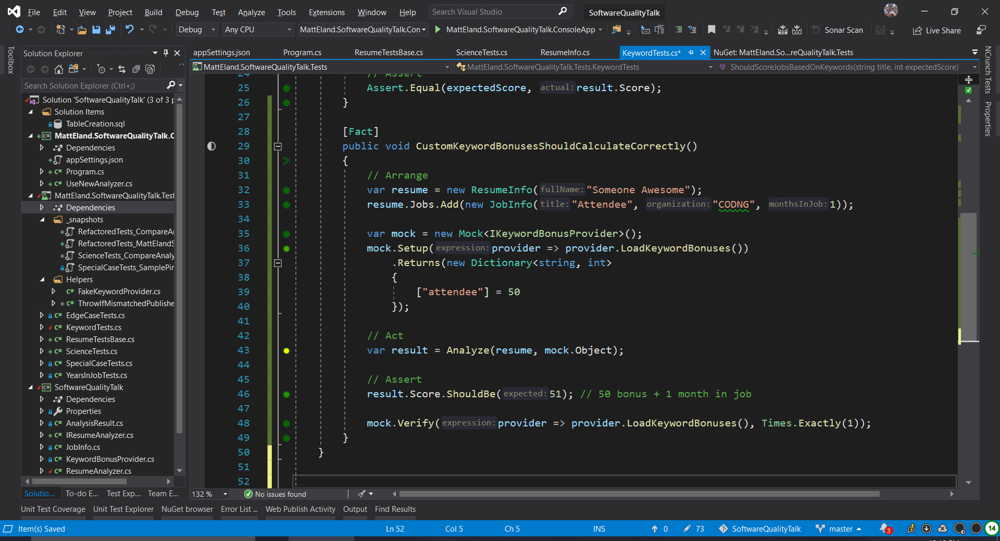 File Edit View Project Build Debug Test Analyze Tools Extensions Window Help Search Visual Studio SoftwareQualityTalk
Debug Any CPU MattEland.SoftwareQualityTalk.Con MattEland.SoftwareQualityTalk.ConsoleApp Sonar Scan Live Share
Toolbox
Solution Explorer
Search Solution Explorer (Ctrl+;)
Solution 'SoftwareQualityTalk' (3 of 3 p
Solution Items
TableCreation.sql
MattEland.SoftwareQualityTalk.C
Dependencies
appSettings.json
Program.cs
UseNewAnalyzer.cs
MattEland.SoftwareQualityTalk.Test
Dependencies
_snapshots
RefactoredTests_CompareAn
RefactoredTests_MattElandS
ScienceTests_CompareAnaly
SpecialCaseTests_SamplePin
Helpers
FakeKeywordProvider.cs
ThrowIfMismatchedPublishe
EdgeCaseTests.cs
KeywordTests.cs
ResumeTestsBase.cs
ScienceTests.cs
SpecialCaseTests.cs
YearsInJobTests.cs
SoftwareQualityTalk
Dependencies
Properties
AnalysisResult.cs
IResumeAnalyzer.cs
JobInfo.cs
KeywordBonusProvider.cs
ResumeAnalyzer.cs
Solutio... To-do E... Test Exp... Team E...
appSettings.json Program.cs ResumeTestsBase.cs ScienceTests.cs ResumeInfo.cs KeywordTests.cs* NuGet: MattEland.So...reQualityTalk.Tests
MattEland.SoftwareQualityTalk.Tests MattEland.SoftwareQualityTalk.Tests.KeywordTests ShouldScoreJobsBasedOnKeywords(string title, int expectedScore)
24 // Assert
25 Assert.Equal(expectedScore, actual: result.Score);
26 }
27
28 [Fact]
29 public void CustomKeywordBonusesShouldCalculateCorrectly()
30 {
31 // Arrange
32 var resume = new ResumeInfo(fullName: "Someone Awesome");
33 resume.Jobs.Add(new JobInfo(title: "Attendee", organization: "CODNG", monthsInJob: 1));
34
35 var mock = new Mock<IKeywordBonusProvider>();
36 mock.Setup(expression: provider => provider.LoadKeywordBonuses())
37 .Returns(new Dictionary<string, int>
38 {
39 ["attendee"] = 50
40 });
41
42 // Act
43 var result = Analyze(resume, mock.Object);
44
45 // Assert
46 result.Score.ShouldBe(expected: 51); // 50 bonus + 1 month in job
47
48 mock.Verify(expression: provider => provider.LoadKeywordBonuses(), Times.Exactly(1));
49 }
50 }
51
52
NCrunch Tests
Properties
132 % No issues found
Unit Test Coverage Unit Test Explorer NuGet browser Error List ... Web Publish Activity Output Find Results
Item(s) Saved Ln 52 Col 5 Ch 5 INS 0 73 SoftwareQualityTalk master 3 14